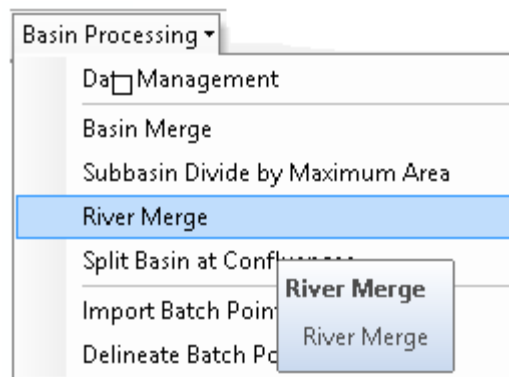 Basin Processing
Data Management
Basin Merge
Subbasin Divide by Maximum Area
River Merge
Split Basin at
River Merge
Import Batch
River Merge
Delineate Batch